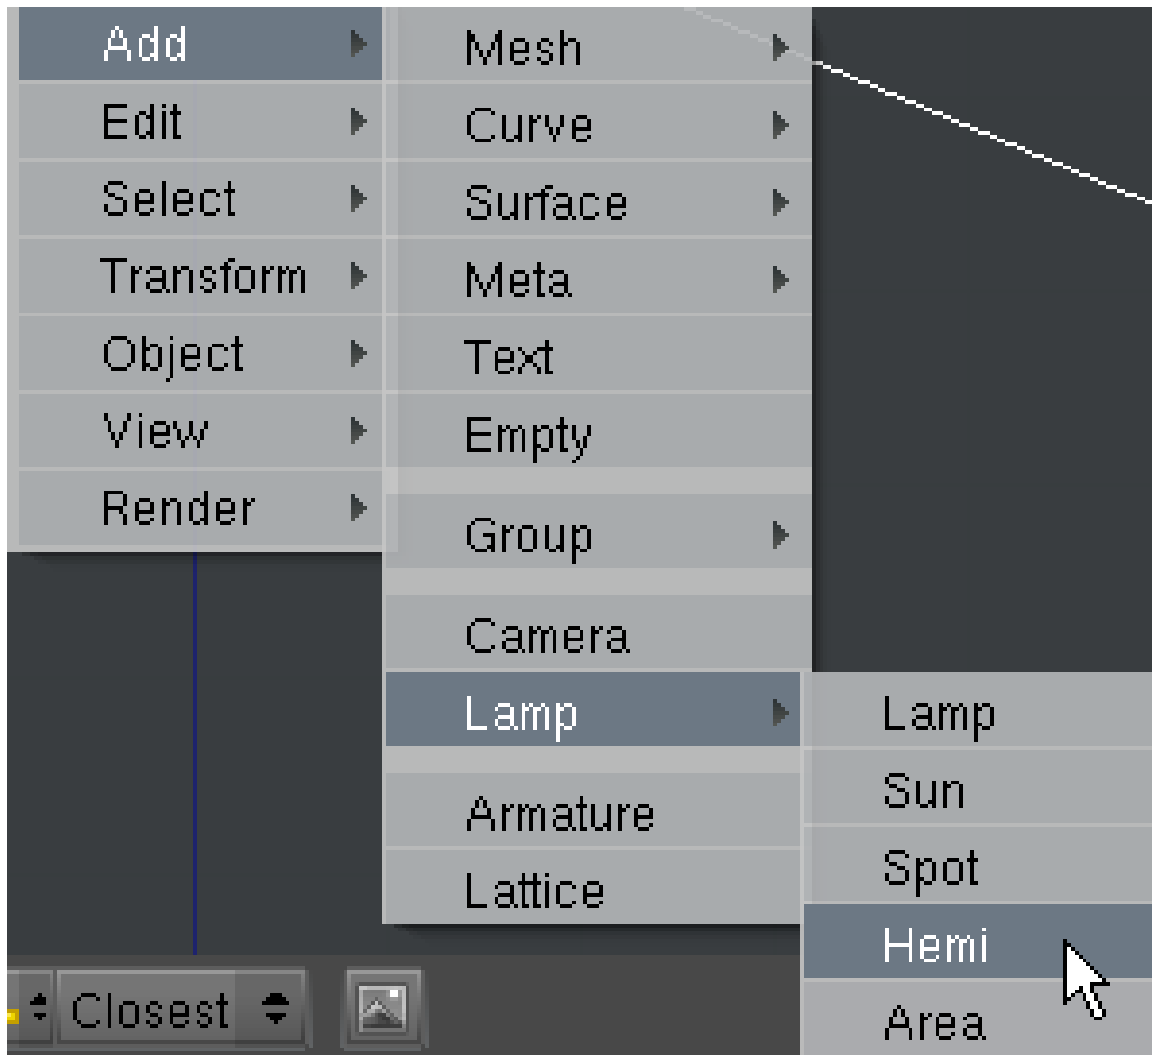 Add
Edit
Select
Transform
Object
View
Render
Mesh
Curve
Surface
Meta
Text
Empty
Group
Camera
Lamp
Armature
Lattice
Lamp
Sun
Spot
Hemi
Area
Closest